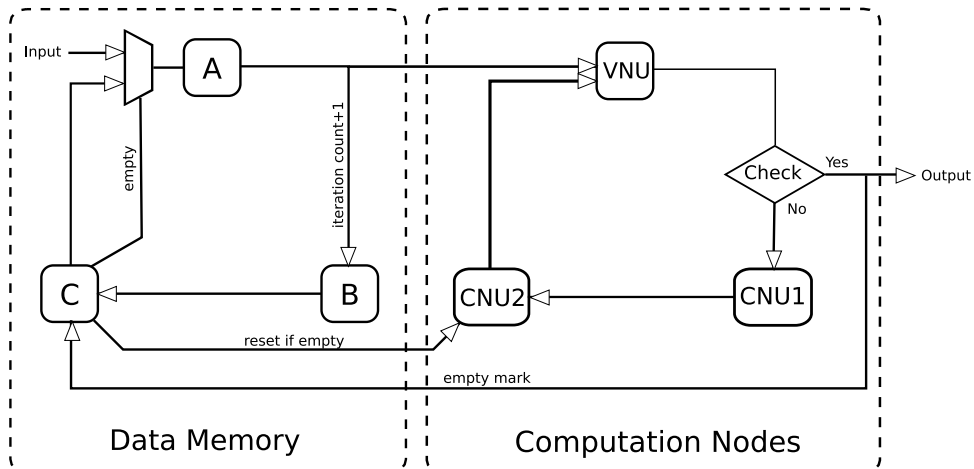 Input
A
VNU
empty
iteration count+1
Check
Yes
Output
No
C
B
CNU2
CNU1
reset if empty
empty mark
Data Memory
Computation Nodes